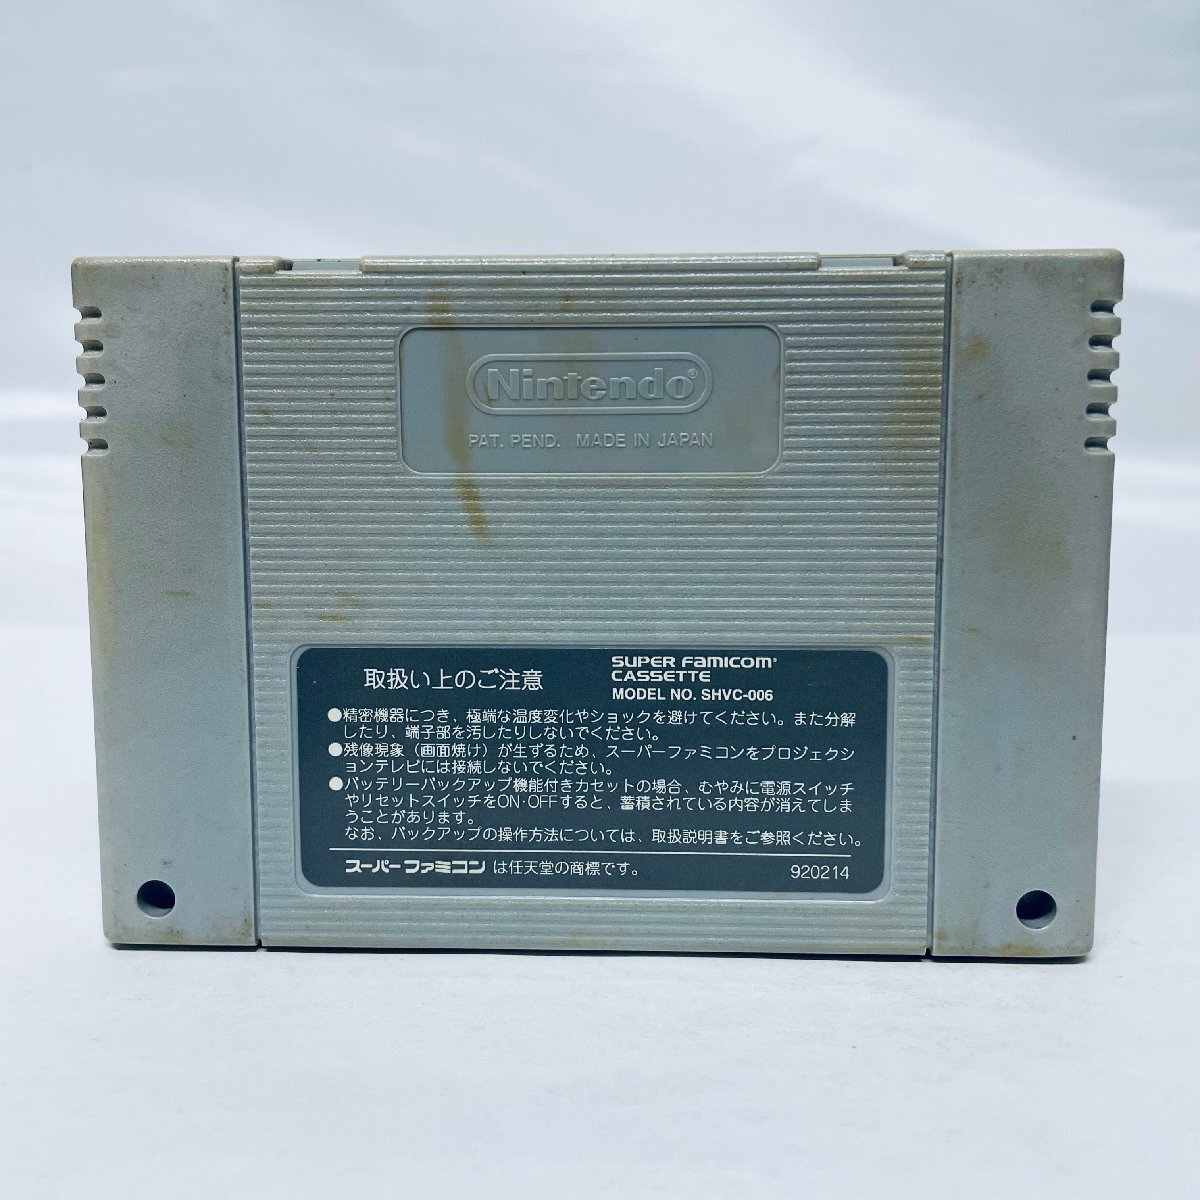 Nintendo®
PAT. PEND. MADE IN JAPAN
取扱い上のご注意
SUPER Famicom
CASSETTE
MODEL NO. SHVC-006
●精密機器につき、極端な温度変化やショックを避けてください。また分解
したり、端子部を汚したりしないでください。
●残像現象（画面焼け）が生ずるため、スーパーファミコンをプロジェクシ
ョンテレビには接続しないでください。
●バッテリーバックアップ機能付きカセットの場合、むやみに電源スイッチ
やリセットスイッチをON・OFFすると、蓄積されている内容が消えてしま
うことがあります。
なお、バックアップの操作方法については、取扱説明書をご参照ください。
スーパーファミコン は任天堂の商標です。
920214